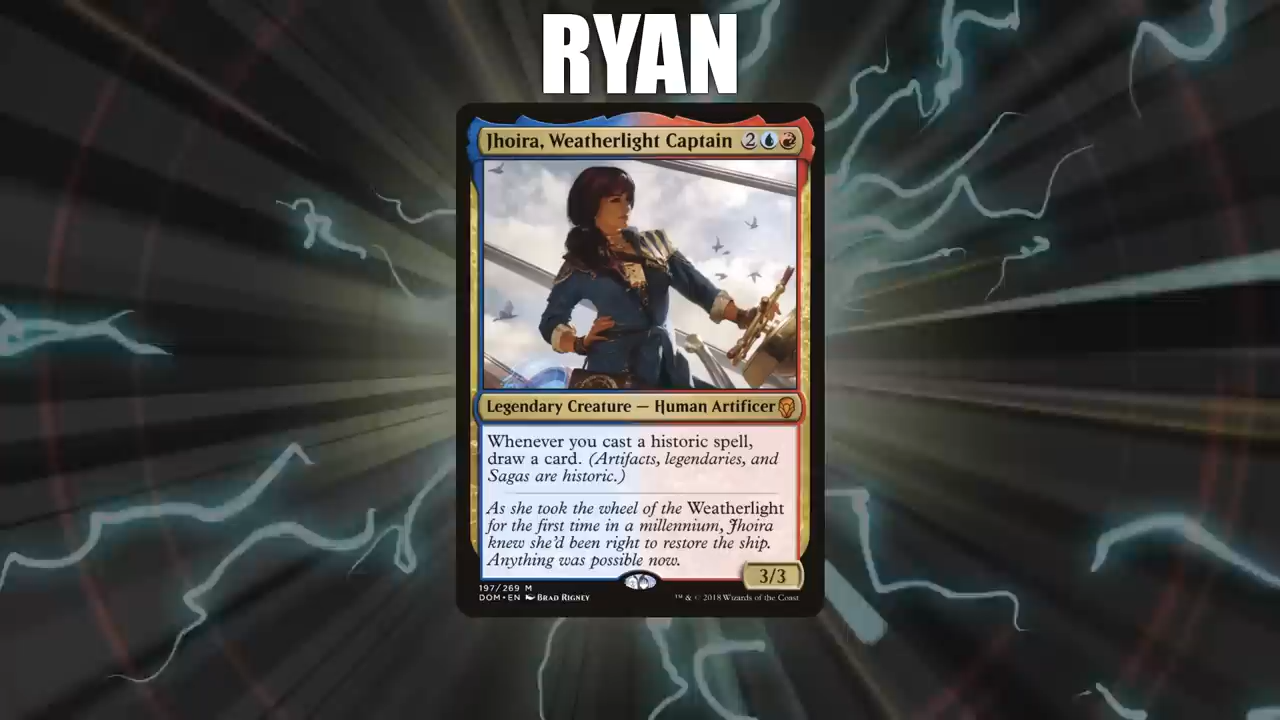 RYAN
Jhoira, Weatherlight Captain 2
Legendary Creature — Human Artificer
Whenever you cast a historic spell,
draw a card. (Artifacts, legendaries, and
Sagas are historic.)
As she took the wheel of the Weatherlight
for the first time in a millennium, Jhoira
knew she'd been right to restore the ship.
Anything was possible now.
3/3
197/269 M
DOM • EN BRAD RIGNEY
™ & © 2018 Wizards of the Coast